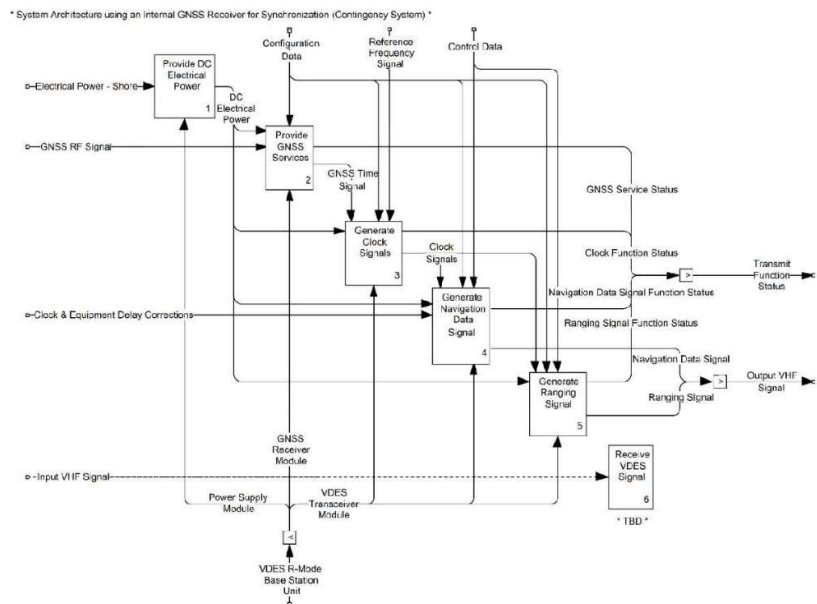 * System Architecture using an Internal GNSS Receiver for Synchronization (Contingency System) *
Configuration
Data
Reference
Frequency
Signal
Control Data
Provide DC
Electrical
Power
1
Electrical Power - Shore
DC
Electrical
Power
GNSS RF Signal
Provide
GNSS
Services
2
GNSS Time
Signal
GNSS Service Status
Generate
Clock
Signals
3
Clock
Signals
Clock Function Status
Transmit
Function
Status
>
Navigation Data Signal Function Status
Generate
Navigation
Data
Signal
4
Clock & Equipment Delay Corrections
Ranging Signal Function Status
Navigation Data Signal
Generate
Ranging
Signal
5
>
Output VHF
Signal
Ranging Signal
GNSS
Receiver
Module
Receive
VDES
Signal
6
* TBD *
Input VHF Signal
Power Supply
Module
VDES
Transceiver
Module
VDES R-Mode
Base Station
Unit